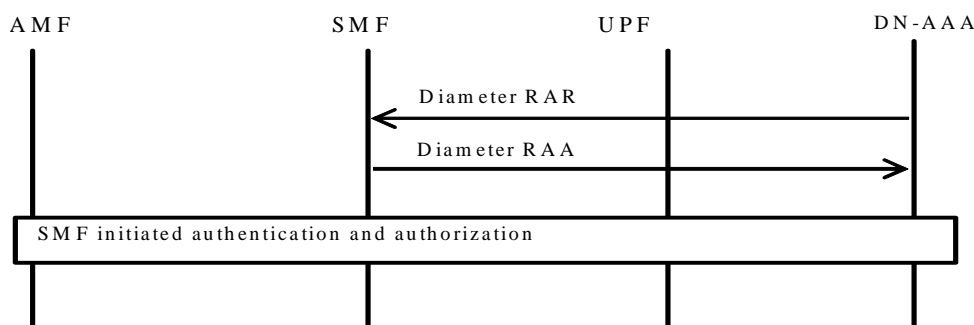 AMF SMF UPF DN-AAA
Diameter RAR
Diameter RAA
SMF initiated authentication and authorization